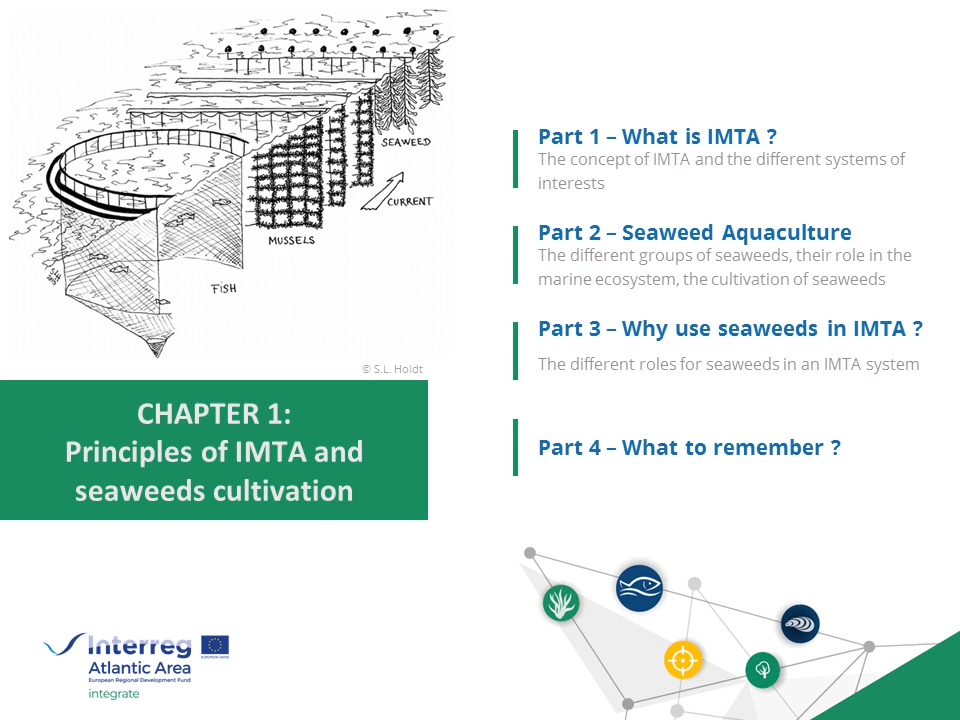 SEAWEED
CURRENT
MUSSELS
FISH
© S.L. Holdt
CHAPTER 1:
Principles of IMTA and
seaweeds cultivation
Part 1 – What is IMTA ?
The concept of IMTA and the different systems of
interests
Part 2 – Seaweed Aquaculture
The different groups of seaweeds, their role in the
marine ecosystem, the cultivation of seaweeds
Part 3 – Why use seaweeds in IMTA ?
The different roles for seaweeds in an IMTA system
Part 4 – What to remember ?
Interreg
EUROPEAN UNION
Atlantic Area
European Regional Development Fund
integrate